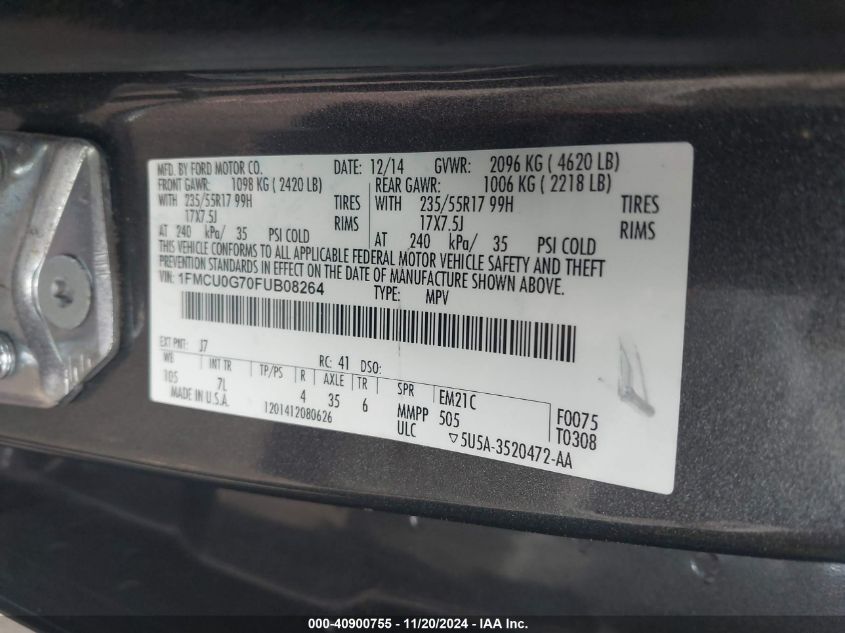 MFD. BY FORD MOTOR CO. DATE: 12/14 GVWR: 2096 KG ( 4620 LB)
FRONT GAWR: 1098 KG ( 2420 LB) REAR GAWR: 1006 KG ( 2218 LB)
WITH 235/55R17 99H TIRES WITH 235/55R17 99H TIRES
17X7.5J RIMS 17X7.5J RIMS
AT 240 kPa/ 35 PSI COLD AT 240 kPa/ 35 PSI COLD
THIS VEHICLE CONFORMS TO ALL APPLICABLE FEDERAL MOTOR VEHICLE SAFETY AND THEFT
PREVENTION STANDARDS IN EFFECT ON THE DATE OF MANUFACTURE SHOWN ABOVE.
VIN: 1FMCU0G70FUB08264 TYPE: MPV
EXT PNT: J7 RC: 41 DSO:
WB INT TR TP/PS R AXLE TR SPR EM21C F0075
105 7L 4 35 6 MMPP 505 T0308
MADE IN U.S.A. 1201412080626 ULC ▽5U5A-3520472-AA
000-40900755 - 11/20/2024 - IAA Inc.